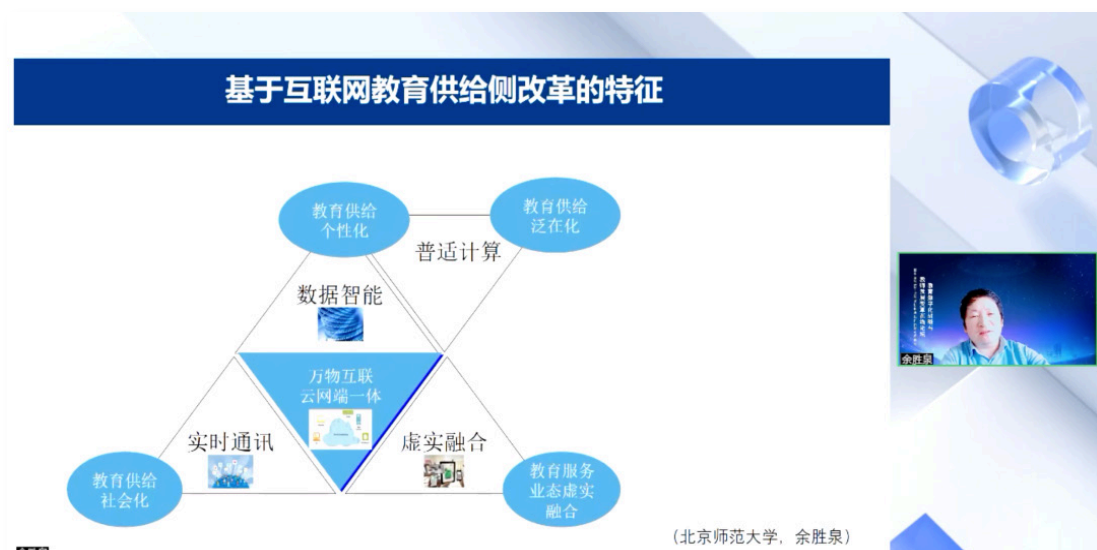 基于互联网教育供给侧改革的特征
教育供给
个性化
教育供给
泛在化
普适计算
数据智能
万物互联
云网端一体
实时通讯
虚实融合
教育供给
社会化
教育服务
业态虚实
融合
（北京师范大学，余胜泉）
余胜泉